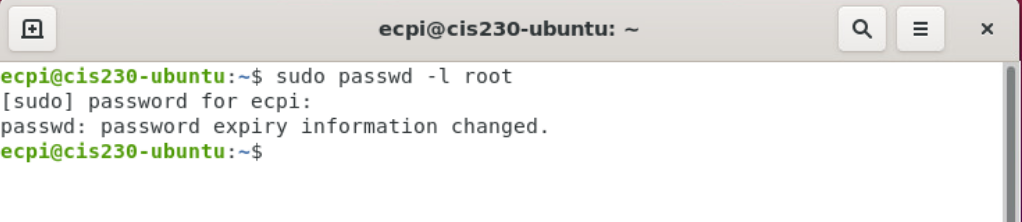 ecpi@cis230-ubuntu: ~
ecpi@cis230-ubuntu:~$ sudo passwd -l root
[sudo] password for ecpi:
passwd: password expiry information changed.
ecpi@cis230-ubuntu:~$